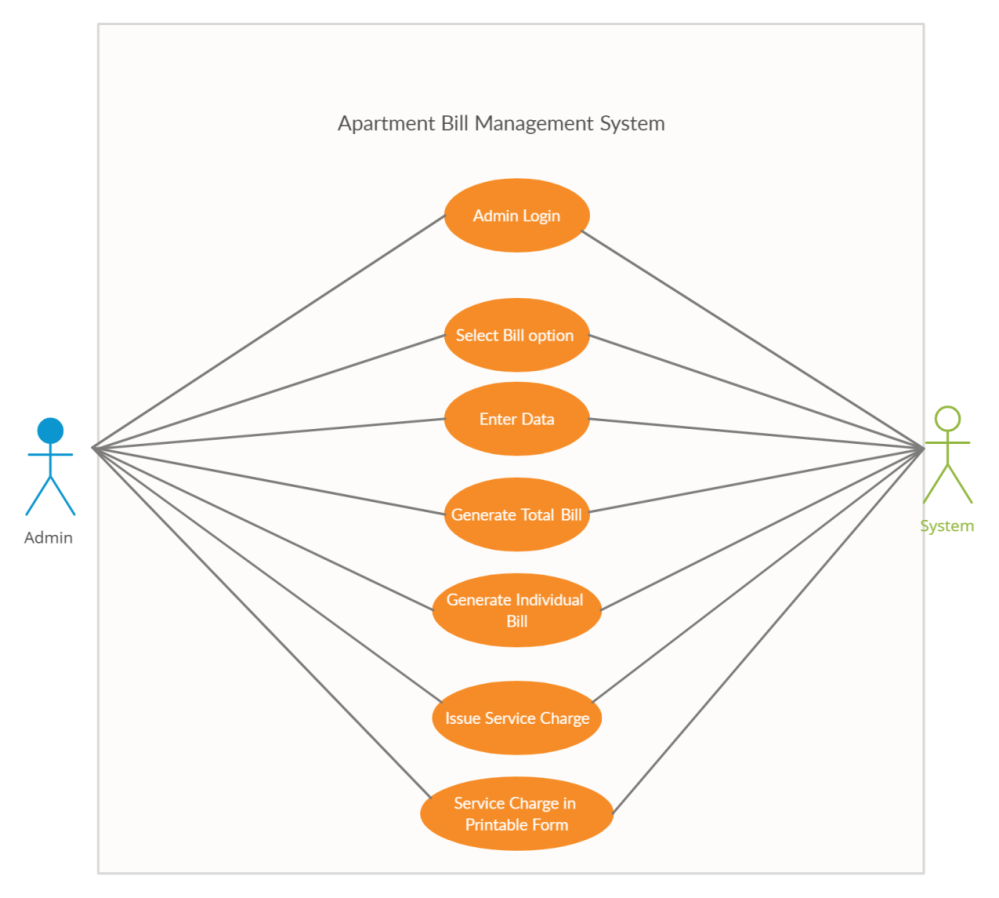 Apartment Bill Management System
Admin Login
Select Bill option
Enter Data
Generate Total Bill
Generate Individual
Bill
Issue Service Charge
Service Charge in
Printable Form
Admin
System